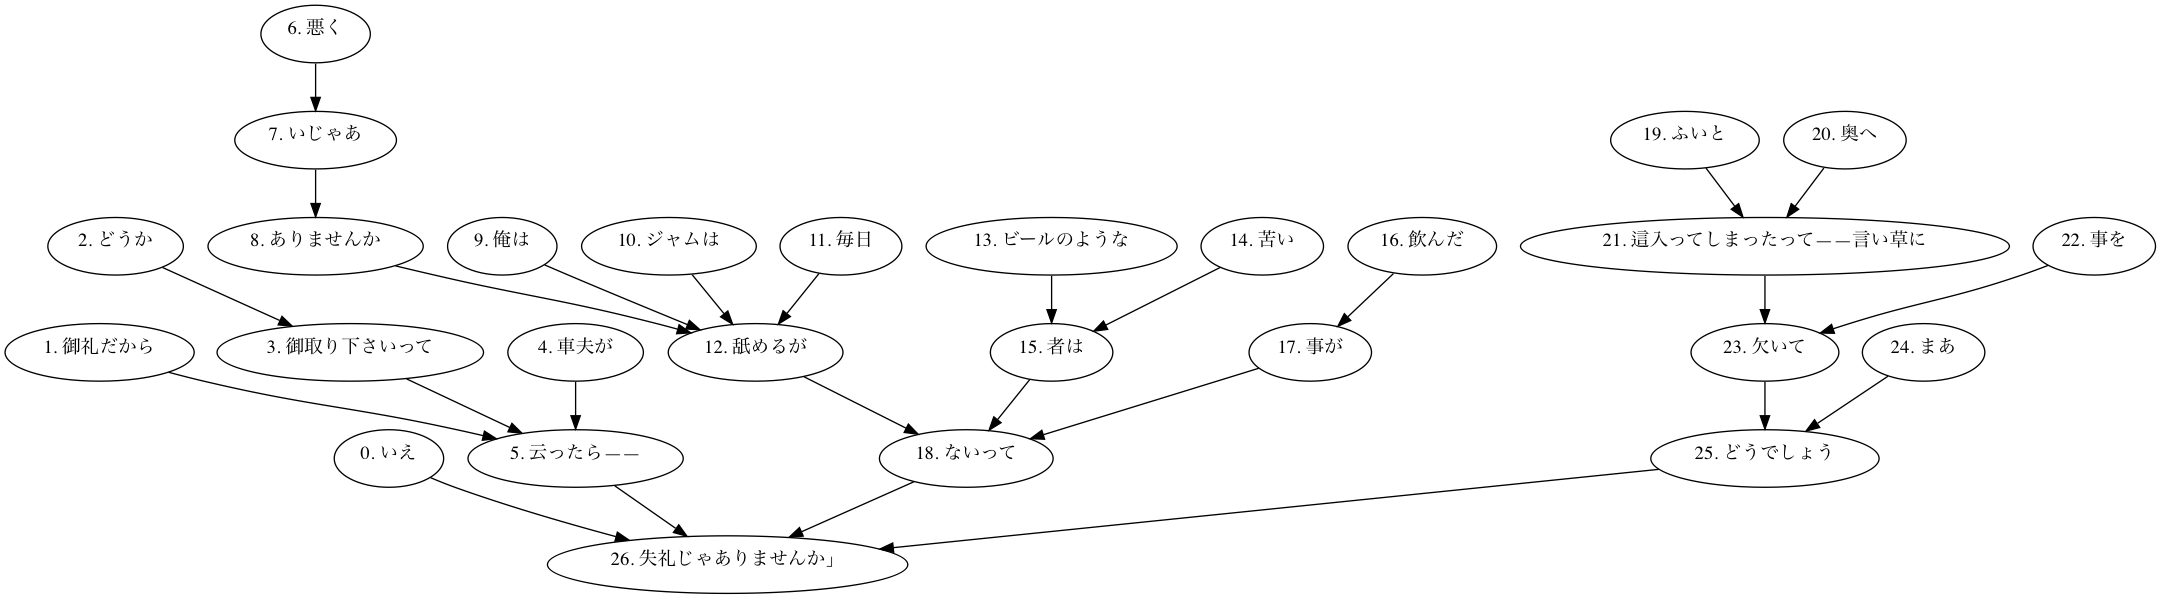 0. いえ
1. 御礼だから
2. どうか
3. 御取り下さいって
4. 車夫が
5. 云ったら――
6. 悪く
7. いじゃあ
8. ありませんか
9. 俺は
10. ジャムは
11. 毎日
12. 舐めるが
13. ビールのような
14. 苦い
15. 者は
16. 飲んだ
17. 事が
18. ないって
19. ふいと
20. 奥へ
21. 這入ってしまったって――言い草に
22. 事を
23. 欠いて
24. まあ
25. どうでしょう
26. 失礼じゃありませんか」